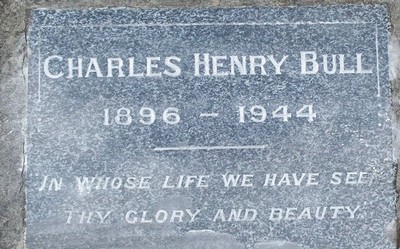 CHARLES HENRY BULL
1896 - 1944
IN WHOSE LIFE WE HAVE SEE
THY GLORY AND BEAUTY.